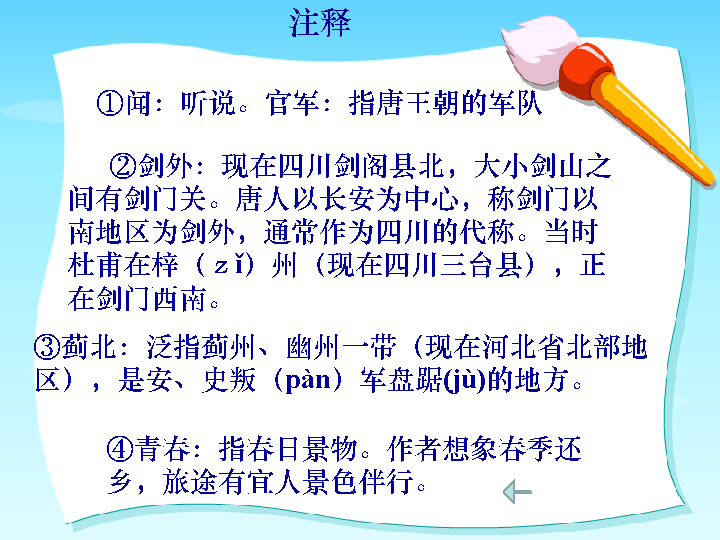 注释
①闻：听说。官军：指唐王朝的军队
②剑外：现在四川剑阁县北，大小剑山之
间有剑门关。唐人以长安为中心，称剑门以
南地区为剑外，通常作为四川的代称。当时
杜甫在梓（zǐ）州（现在四川三台县），正
在剑门西南。
③蓟北：泛指蓟州、幽州一带（现在河北省北部地
区），是安、史叛（pàn）军盘踞(jù)的地方。
④青春：指春日景物。作者想象春季还
乡，旅途有宜人景色伴行。